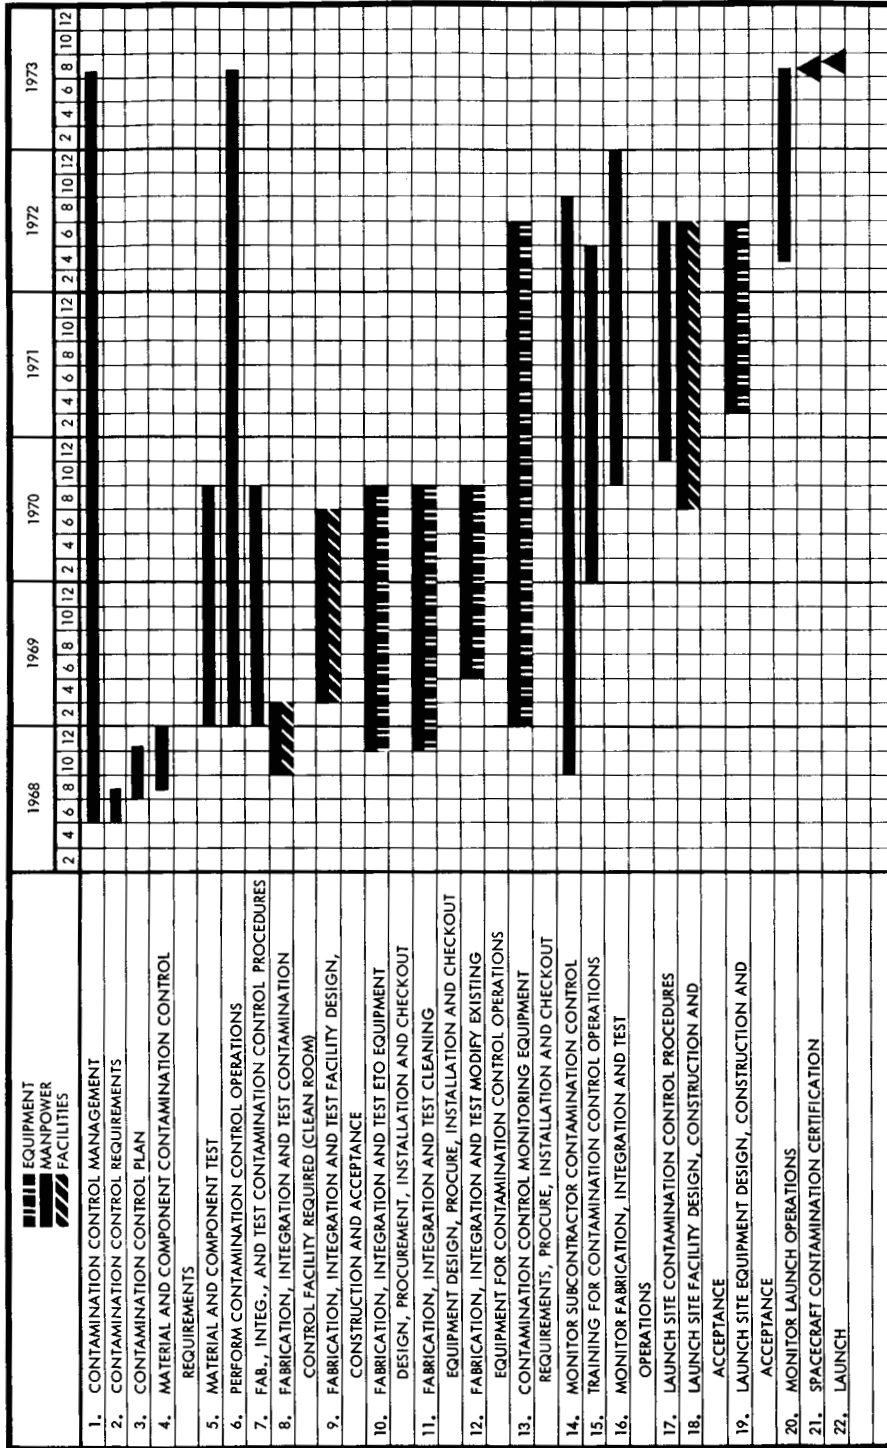 EQUIPMENT
MANPOWER
FACILITIES
1968 1969 1970 1971 1972 1973
2 4 6 8 10 12 2 4 6 8 10 12 2 4 6 8 10 12 2 4 6 8 10 12 2 4 6 8 10 12 2 4 6 8 10 12
1. CONTAMINATION CONTROL MANAGEMENT
2. CONTAMINATION CONTROL REQUIREMENTS
3. CONTAMINATION CONTROL PLAN
4. MATERIAL AND COMPONENT CONTAMINATION CONTROL
REQUIREMENTS
5. MATERIAL AND COMPONENT TEST
6. PERFORM CONTAMINATION CONTROL OPERATIONS
7. FAB., INTEG., AND TEST CONTAMINATION CONTROL PROCEDURES
8. FABRICATION, INTEGRATION AND TEST CONTAMINATION
CONTROL FACILITY REQUIRED (CLEAN ROOM)
9. FABRICATION, INTEGRATION AND TEST FACILITY DESIGN,
CONSTRUCTION AND ACCEPTANCE
10. FABRICATION, INTEGRATION AND TEST ETO EQUIPMENT
DESIGN, PROCUREMENT, INSTALLATION AND CHECKOUT
11. FABRICATION, INTEGRATION AND TEST CLEANING
EQUIPMENT DESIGN, PROCURE, INSTALLATION AND CHECKOUT
12. FABRICATION, INTEGRATION AND TEST MODIFY EXISTING
EQUIPMENT FOR CONTAMINATION CONTROL OPERATIONS
13. CONTAMINATION CONTROL MONITORING EQUIPMENT
REQUIREMENTS, PROCURE, INSTALLATION AND CHECKOUT
14. MONITOR SUBCONTRACTOR CONTAMINATION CONTROL
15. TRAINING FOR CONTAMINATION CONTROL OPERATIONS
16. MONITOR FABRICATION, INTEGRATION AND TEST
OPERATIONS
17. LAUNCH SITE CONTAMINATION CONTROL PROCEDURES
18. LAUNCH SITE FACILITY DESIGN, CONSTRUCTION AND
ACCEPTANCE
19. LAUNCH SITE EQUIPMENT DESIGN, CONSTRUCTION AND
ACCEPTANCE
20. MONITOR LAUNCH OPERATIONS
21. SPACECRAFT CONTAMINATION CERTIFICATION
22. LAUNCH